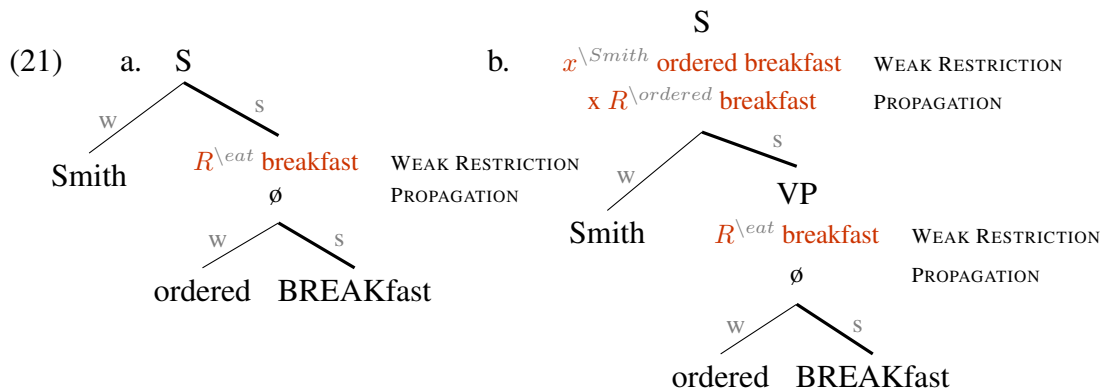 (21) a. S
w s
Smith R\eat breakfast WEAK RESTRICTION
ø PROPAGATION
w s
ordered BREAKfast
b. S
x\Smith ordered breakfast WEAK RESTRICTION
x R\ordered breakfast PROPAGATION
w s
Smith VP
R\eat breakfast WEAK RESTRICTION
ø PROPAGATION
w s
ordered BREAKfast